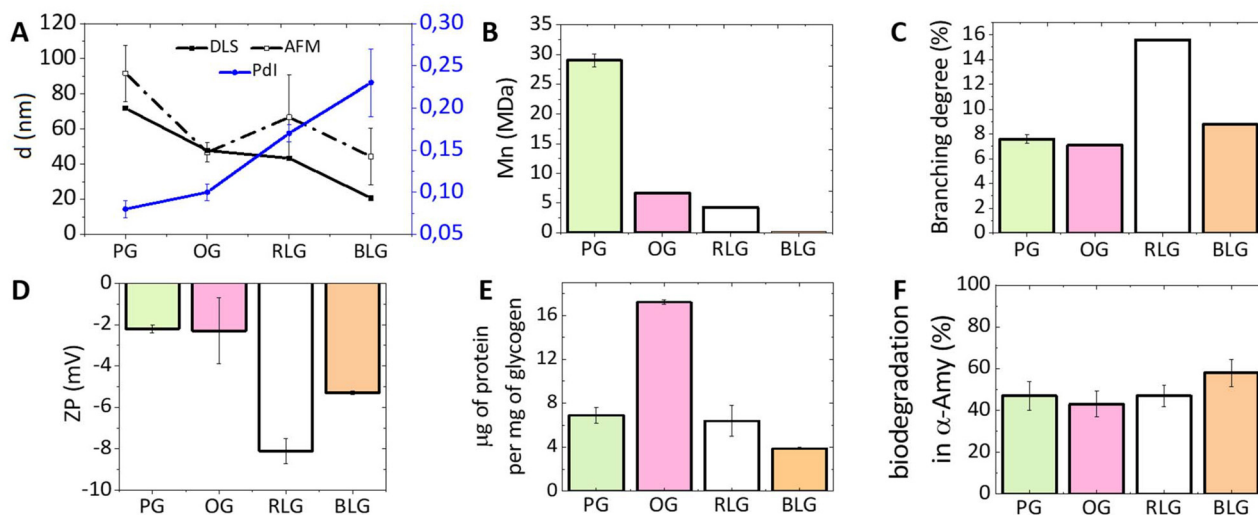 A
d (nm)
120
100
80
60
40
20
0
DLS
AFM
PdI
0,30
0,25
0,20
0,15
0,10
0,05
PG
OG
RLG
BLG
B
Mn (MDa)
35
30
25
20
15
10
5
0
PG
OG
RLG
BLG
C
Branching degree (%)
16
14
12
10
8
6
4
2
0
PG
OG
RLG
BLG
D
ZP (mV)
0
-2
-4
-6
-8
-10
PG
OG
RLG
BLG
E
μg of protein
per mg of glycogen
16
12
8
4
0
PG
OG
RLG
BLG
F
biodegradation
in α-Amy (%)
100
80
60
40
20
0
PG
OG
RLG
BLG